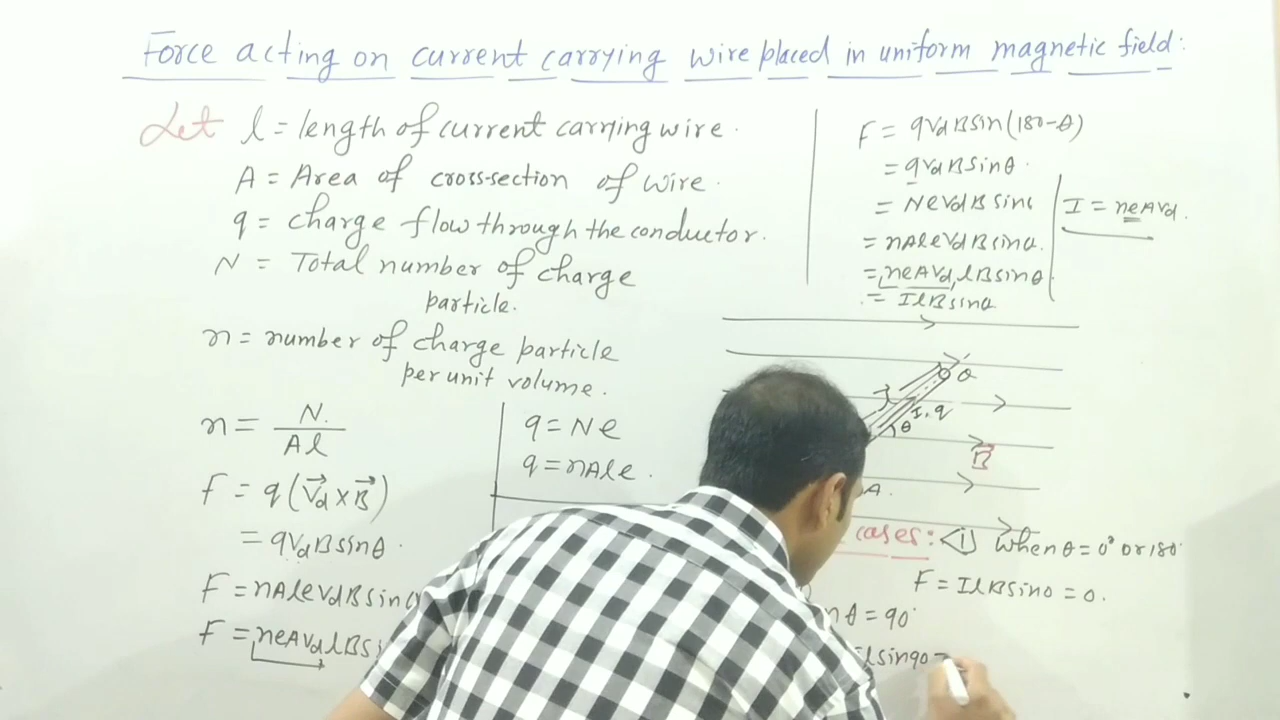 Force acting on current carrying wire placed in uniform magnetic field:
Let l = length of current carrying wire.
A = Area of cross-section of wire.
q = charge flow through the conductor.
N = Total number of charge
particle.
n = number of charge particle
per unit volume.
n = N / Al
F = q(V⃗d × B⃗)
= qVdBsinθ.
F = nAleVdBsin
F = neAVdlBsi
q = Ne
q = nAle.
F = qVdBsin(180-θ)
= qVdBsinθ.
= NeVdBsinθ
= nAleVdBsinθ.
= neAVdlBsinθ.
= IlBsinθ
I = neAVd.
θ
I, q
θ
B⃗
A.
cases: (1) when θ = 0° or 180°
F = IlBsin0 = 0.
n θ = 90°
lsin90 =